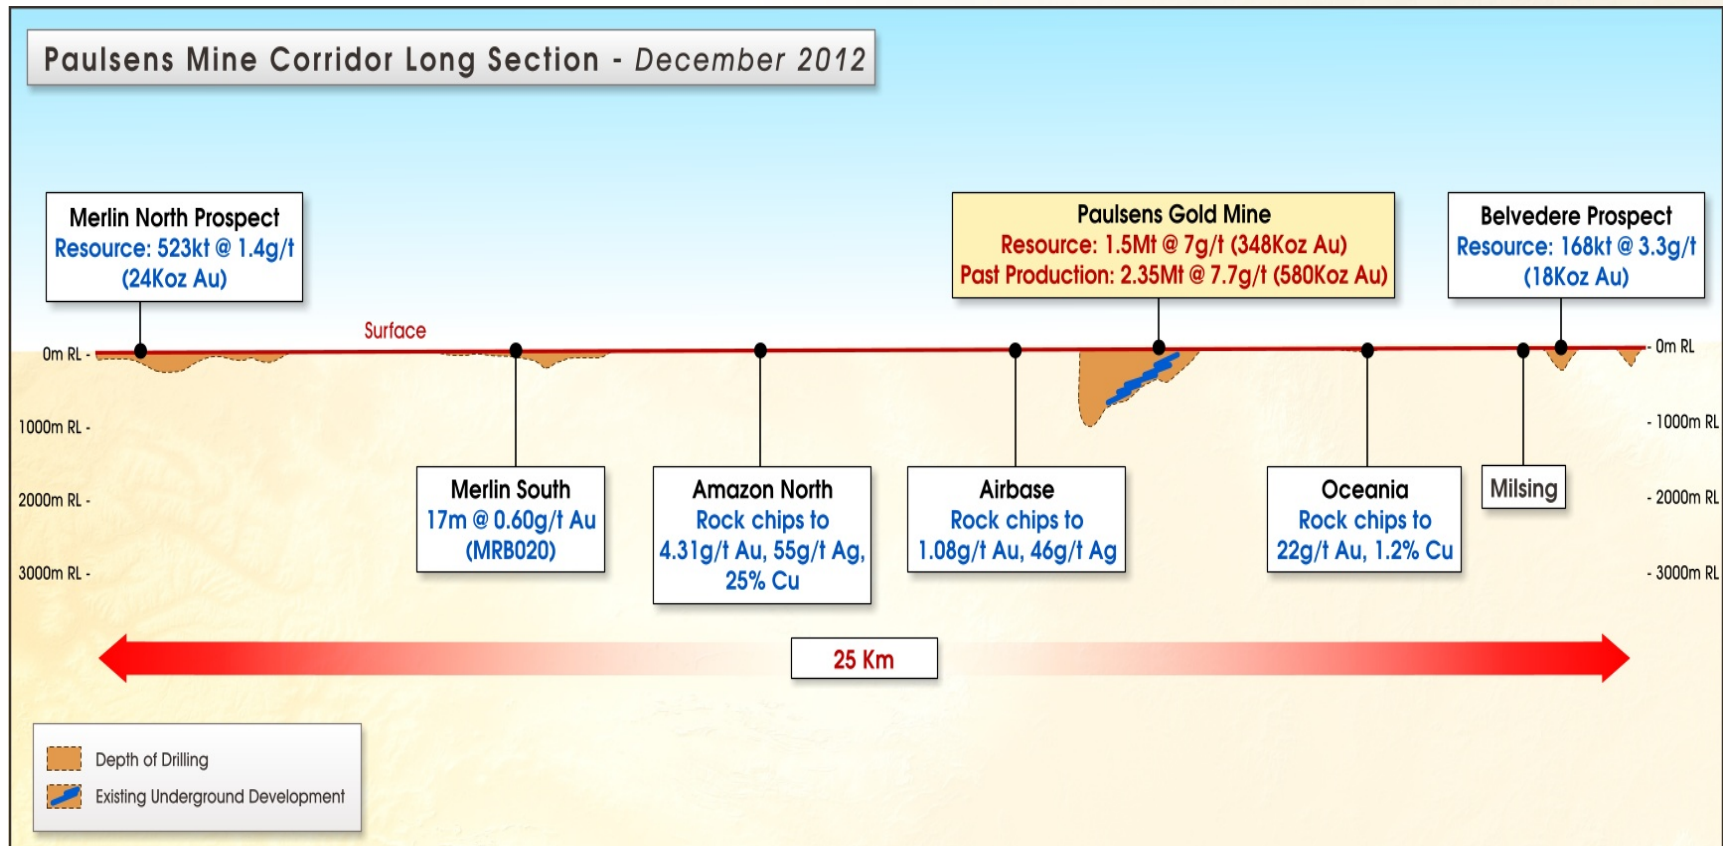 Paulsens Mine Corridor Long Section - December 2012
Merlin North Prospect
Resource: 523kt @ 1.4g/t
(24Koz Au)
Paulsens Gold Mine
Resource: 1.5Mt @ 7g/t (348Koz Au)
Past Production: 2.35Mt @ 7.7g/t (580Koz Au)
Belvedere Prospect
Resource: 168kt @ 3.3g/t
(18Koz Au)
Surface
0m RL -
1000m RL -
2000m RL -
3000m RL -
- 0m RL
- 1000m RL
- 2000m RL
- 3000m RL
Merlin South
17m @ 0.60g/t Au
(MRB020)
Amazon North
Rock chips to
4.31g/t Au, 55g/t Ag,
25% Cu
Airbase
Rock chips to
1.08g/t Au, 46g/t Ag
Oceania
Rock chips to
22g/t Au, 1.2% Cu
Milsing
25 Km
Depth of Drilling
Existing Underground Development